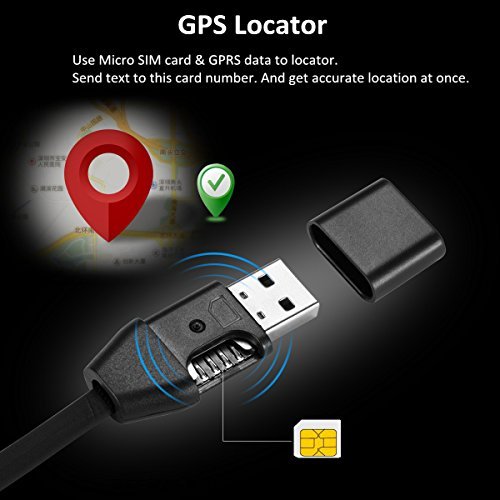 GPS Locator
Use Micro SIM card & GPRS data to locator.
Send text to this card number. And get accurate location at once.